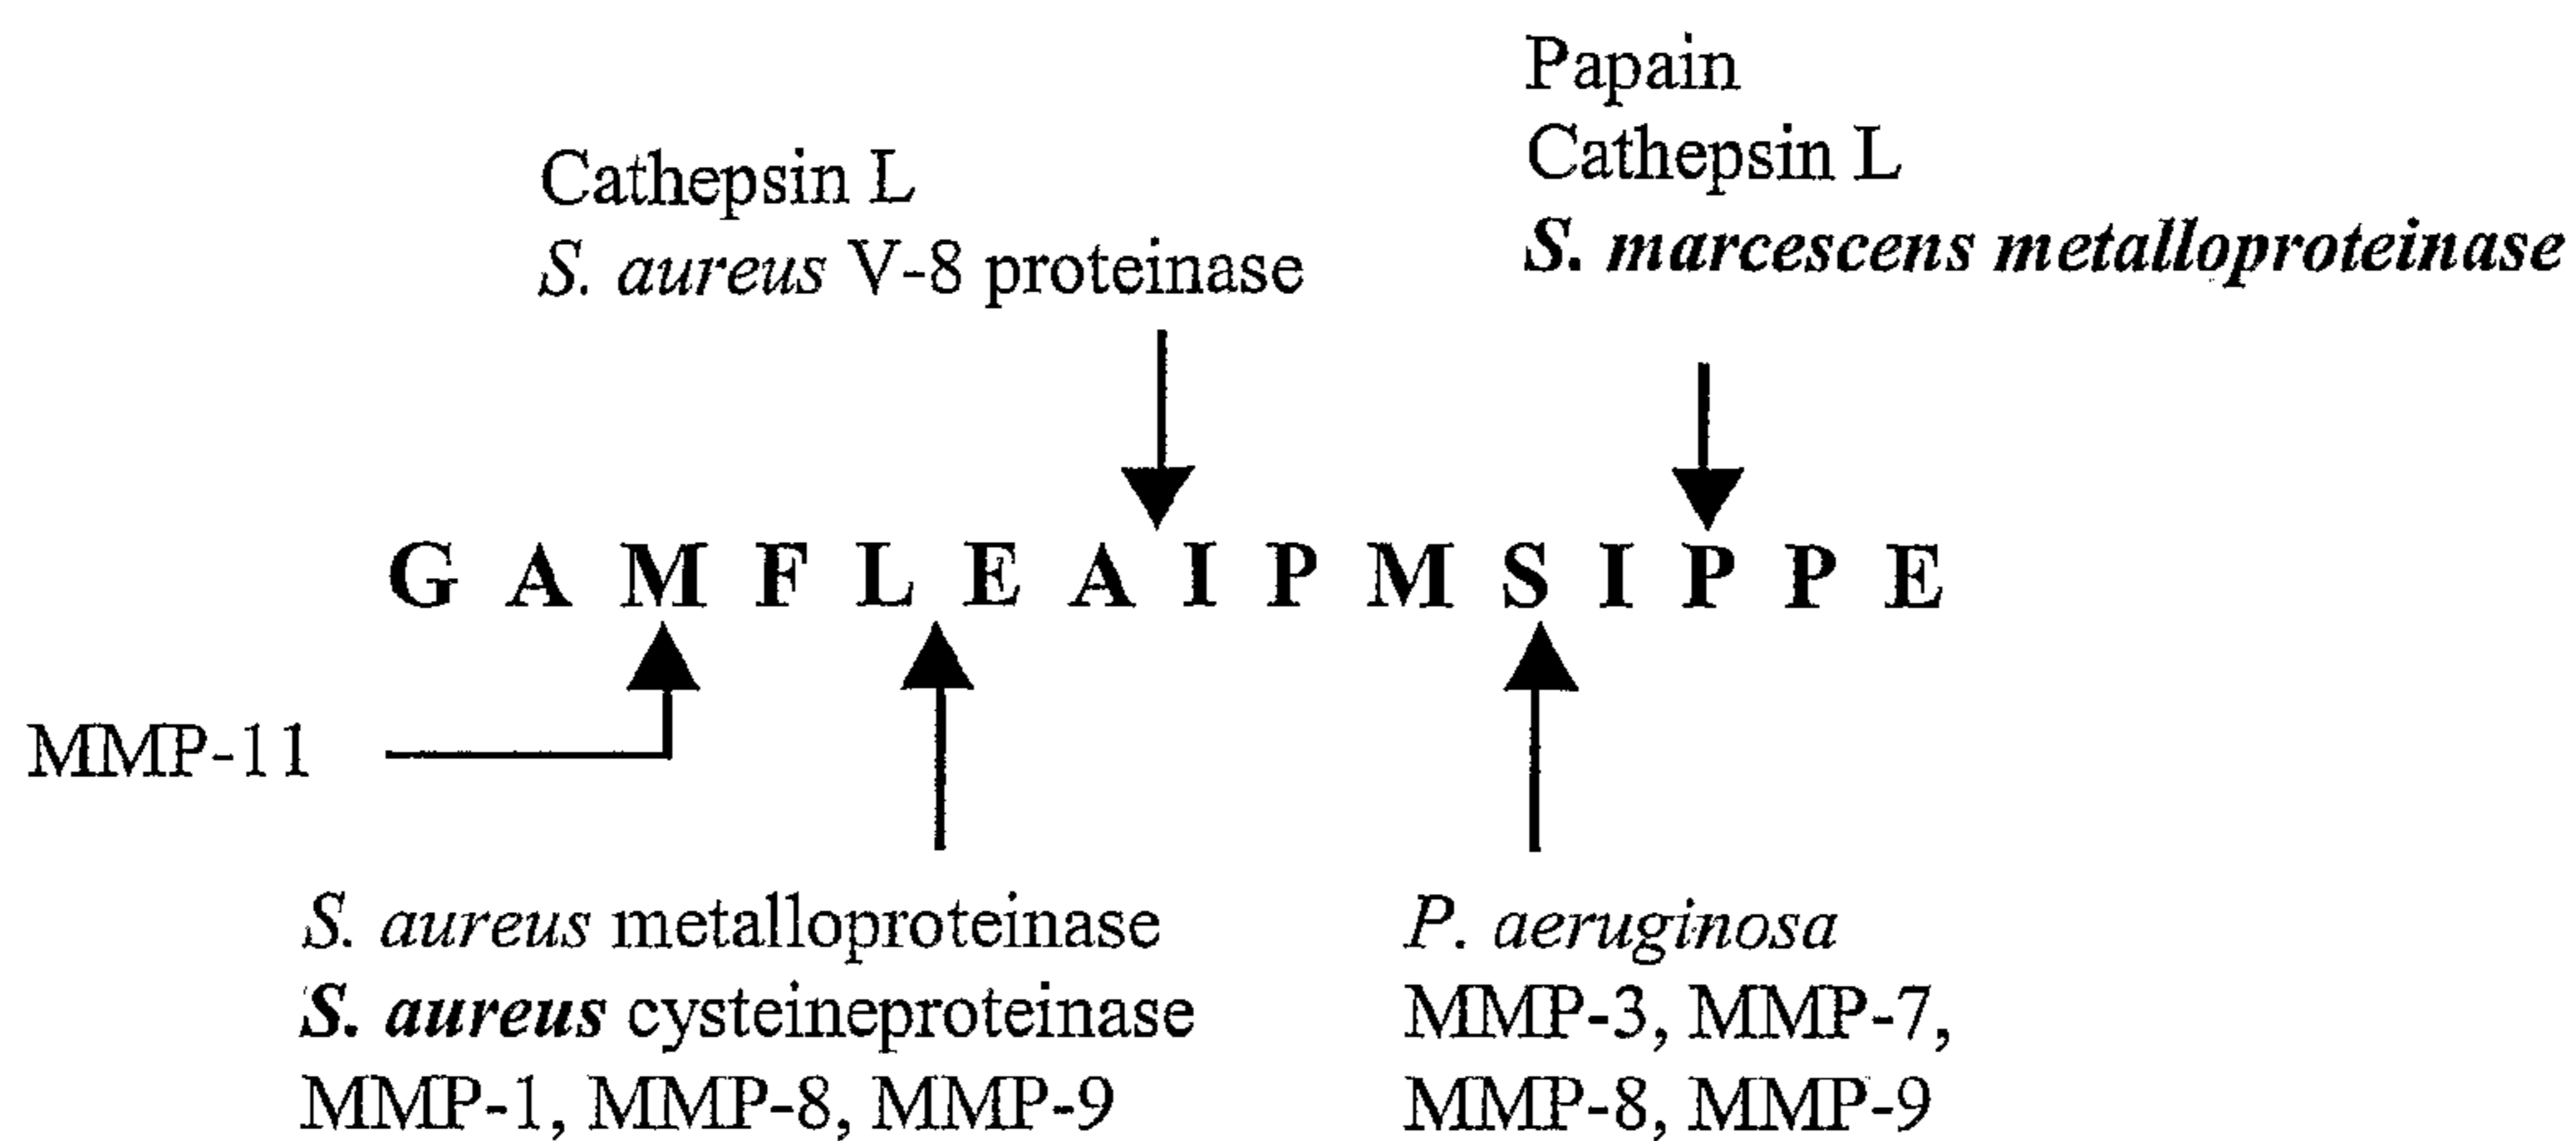 Papain
Cathepsin L
S. marcescens metalloproteinase
Cathepsin L
S. aureus V-8 proteinase
G A M F L E A I P M S I P P E
MMP-11
S. aureus metalloproteinase
S. aureus cysteineproteinase
MMP-1, MMP-8, MMP-9
P. aeruginosa
MMP-3, MMP-7,
MMP-8, MMP-9